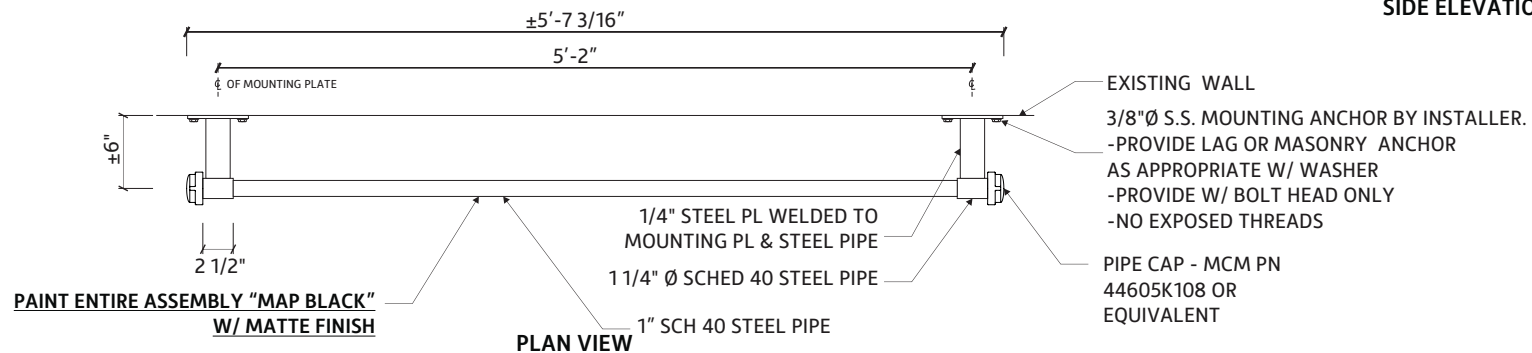 SIDE ELEVATIO
±5'-7 3/16”
5'-2”
℄ OF MOUNTING PLATE
℄
±6"
2 1/2"
EXISTING WALL
3/8"Ø S.S. MOUNTING ANCHOR BY INSTALLER.
-PROVIDE LAG OR MASONRY ANCHOR
AS APPROPRIATE W/ WASHER
-PROVIDE W/ BOLT HEAD ONLY
-NO EXPOSED THREADS
1/4" STEEL PL WELDED TO
MOUNTING PL & STEEL PIPE
1 1/4" Ø SCHED 40 STEEL PIPE
PIPE CAP - MCM PN
44605K108 OR
EQUIVALENT
PAINT ENTIRE ASSEMBLY “MAP BLACK”
W/ MATTE FINISH
1” SCH 40 STEEL PIPE
PLAN VIEW